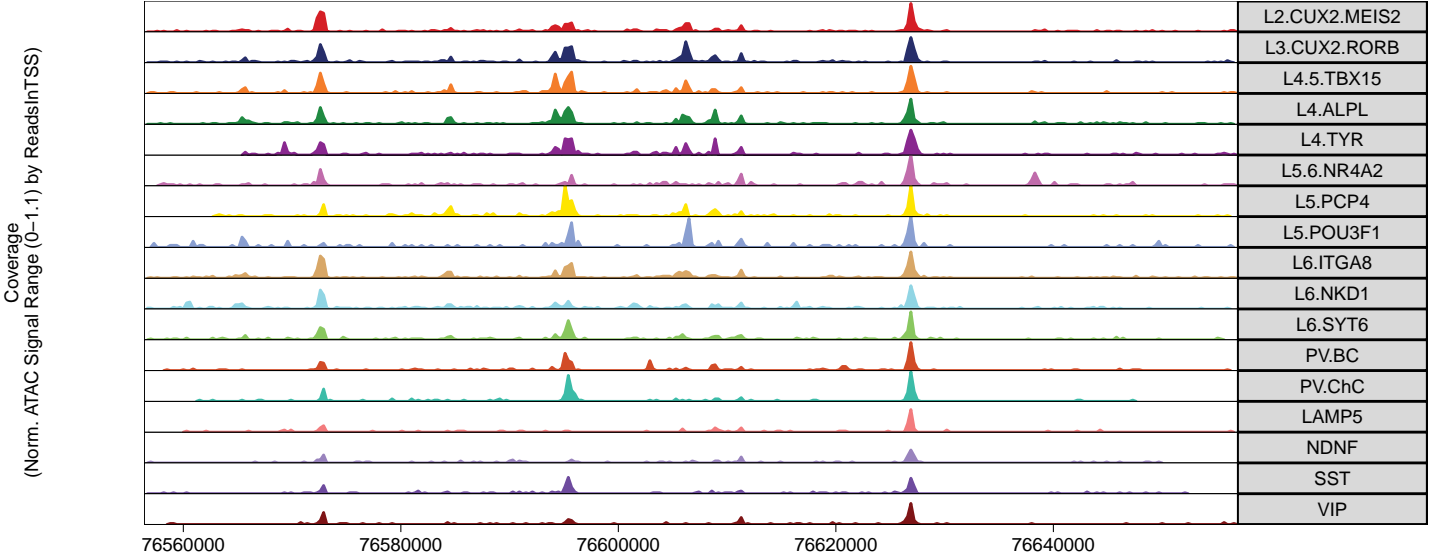 Coverage
(Norm. ATAC Signal Range (0–1.1) by ReadsInTSS)
L2.CUX2.MEIS2
L3.CUX2.RORB
L4.5.TBX15
L4.ALPL
L4.TYR
L5.6.NR4A2
L5.PCP4
L5.POU3F1
L6.ITGA8
L6.NKD1
L6.SYT6
PV.BC
PV.ChC
LAMP5
NDNF
SST
VIP
76560000 76580000 76600000 76620000 76640000